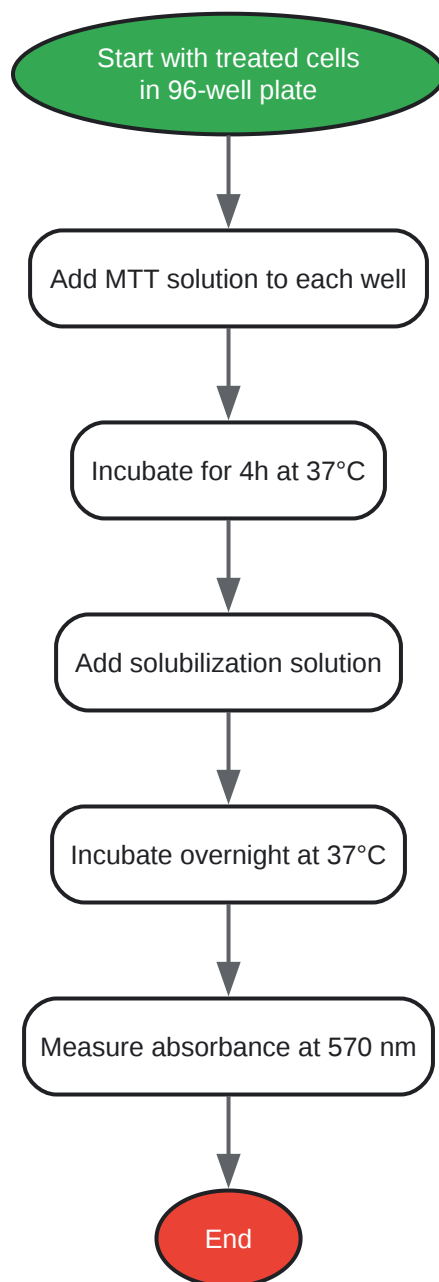 Start with treated cells
in 96-well plate
Add MTT solution to each well
Incubate for 4h at 37°C
Add solubilization solution
Incubate overnight at 37°C
Measure absorbance at 570 nm
End